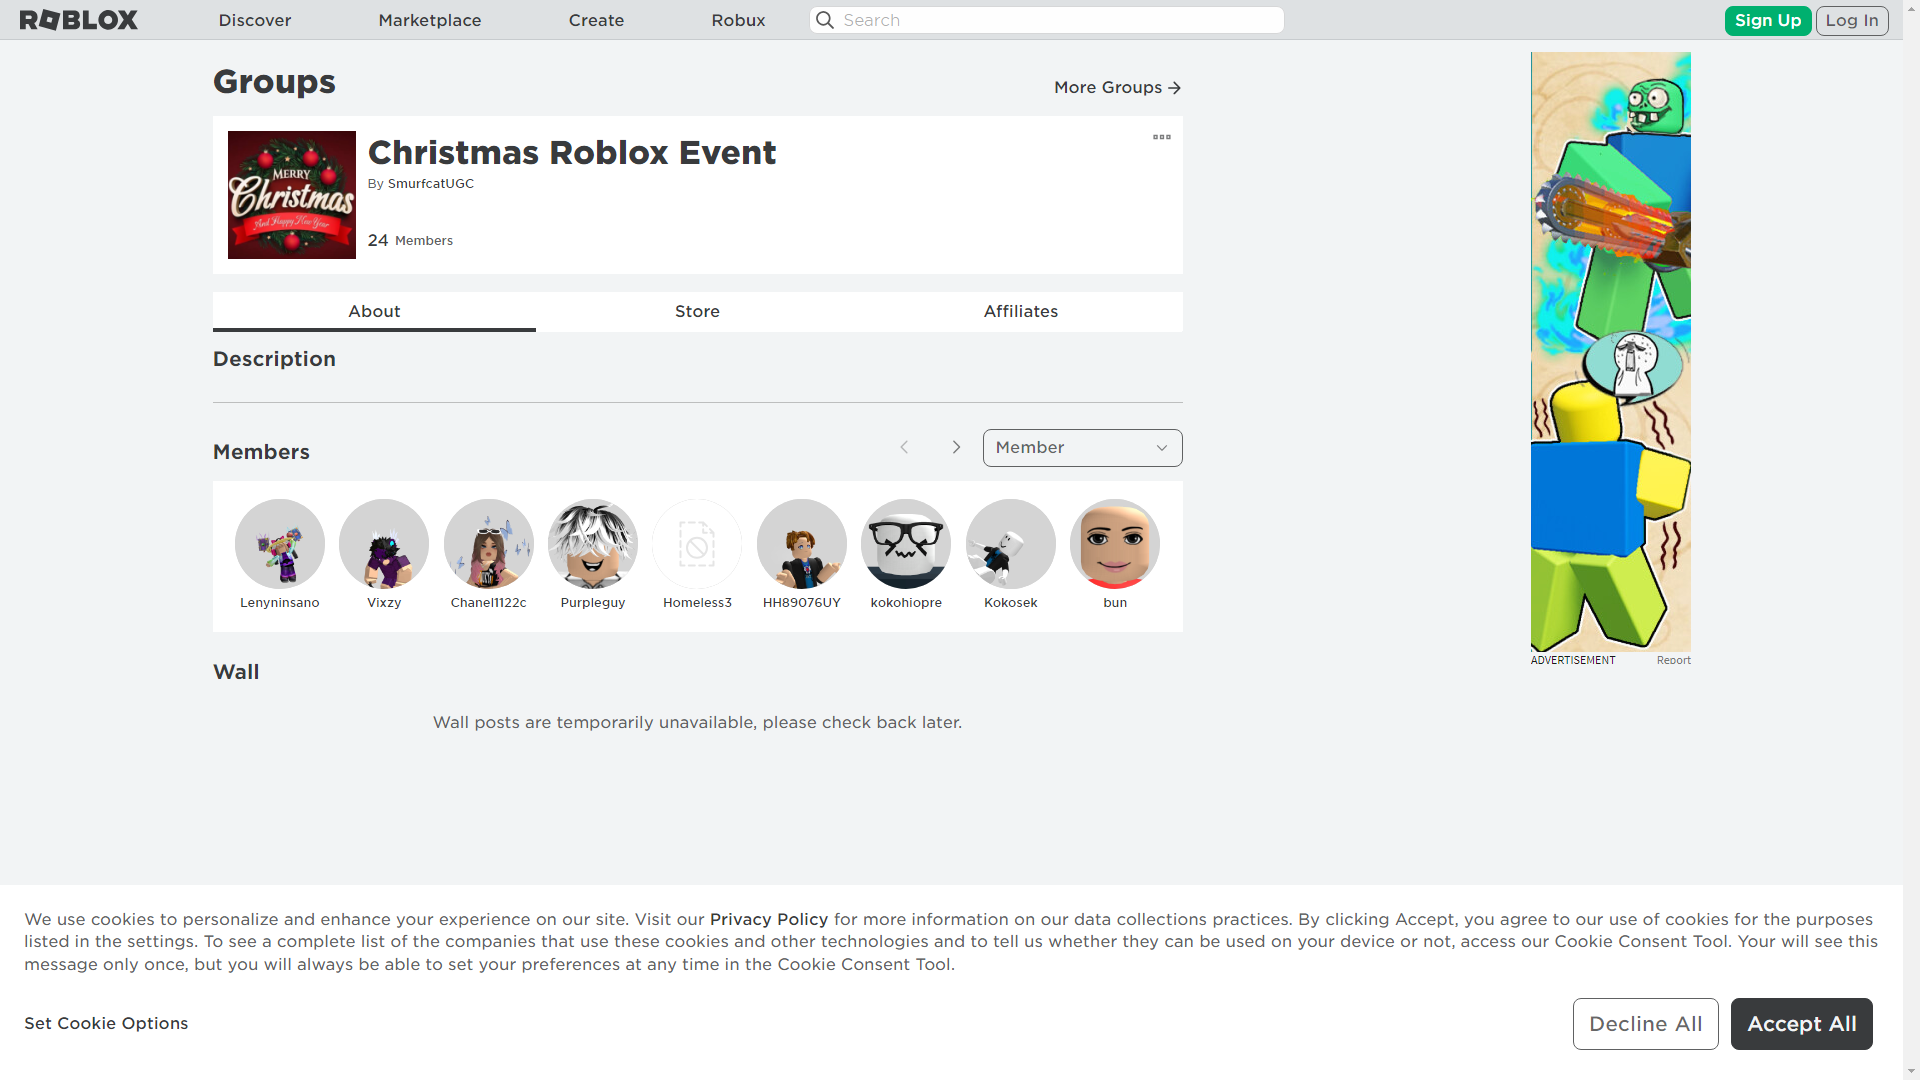 ROBLOX
Discover
Marketplace
Create
Robux
Search
Sign Up
Log In
Groups
More Groups
MERRY
Christmas
And Happy New Year
Christmas Roblox Event
By SmurfcatUGC
24 Members
About
Store
Affiliates
Description
Members
Member
Lenyninsano
Vixzy
Chanel1122c
Purpleguy
Homeless3
HH89076UY
kokohiopre
Kokosek
bun
ADVERTISEMENT
Report
Wall
Wall posts are temporarily unavailable, please check back later.
We use cookies to personalize and enhance your experience on our site. Visit our Privacy Policy for more information on our data collections practices. By clicking Accept, you agree to our use of cookies for the purposes
listed in the settings. To see a complete list of the companies that use these cookies and other technologies and to tell us whether they can be used on your device or not, access our Cookie Consent Tool. Your will see this
message only once, but you will always be able to set your preferences at any time in the Cookie Consent Tool.
Set Cookie Options
Decline All
Accept All